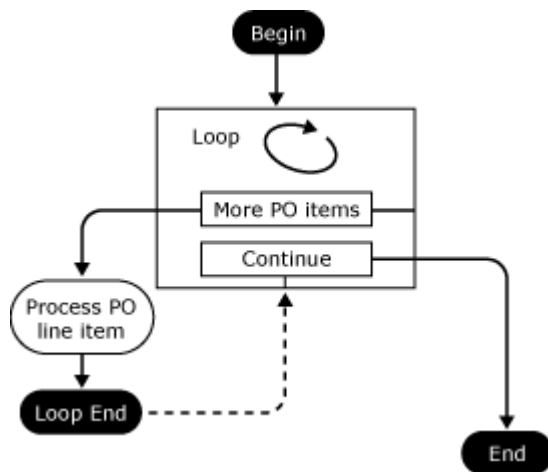 Begin
Loop
More PO items
Continue
Process PO
line item
Loop End
End